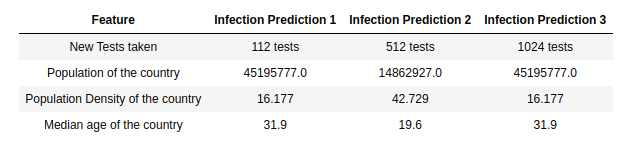 Feature Infection Prediction 1 Infection Prediction 2 Infection Prediction 3
New Tests taken 112 tests 512 tests 1024 tests
Population of the country 45195777.0 14862927.0 45195777.0
Population Density of the country 16.177 42.729 16.177
Median age of the country 31.9 19.6 31.9